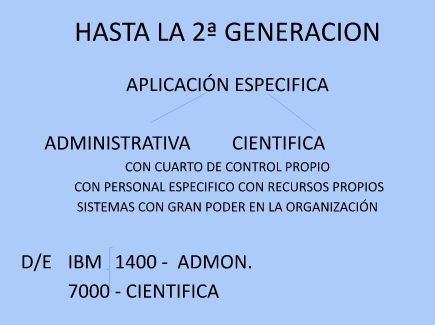 HASTA LA 2ª GENERACION
APLICACIÓN ESPECIFICA
ADMINISTRATIVA CIENTIFICA
CON CUARTO DE CONTROL PROPIO
CON PERSONAL ESPECIFICO CON RECURSOS PROPIOS
SISTEMAS CON GRAN PODER EN LA ORGANIZACIÓN
D/E IBM 1400 - ADMON.
7000 - CIENTIFICA